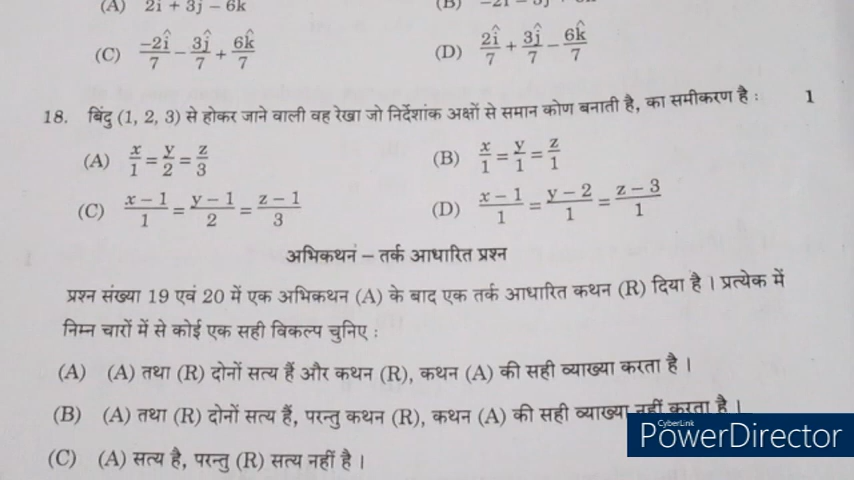 (A) 2i + 3j – 6k (B)
(C) –2î/7 – 3ĵ/7 + 6k̂/7 (D) 2î/7 + 3ĵ/7 – 6k̂/7
18. बिंदु (1, 2, 3) से होकर जाने वाली वह रेखा जो निर्देशांक अक्षों से समान कोण बनाती है, का समीकरण है : 1
(A) x/1 = y/2 = z/3 (B) x/1 = y/1 = z/1
(C) x – 1/1 = y – 1/2 = z – 1/3 (D) x – 1/1 = y – 2/1 = z – 3/1
अभिकथन – तर्क आधारित प्रश्न
प्रश्न संख्या 19 एवं 20 में एक अभिकथन (A) के बाद एक तर्क आधारित कथन (R) दिया है । प्रत्येक में
निम्न चारों में से कोई एक सही विकल्प चुनिए :
(A) (A) तथा (R) दोनों सत्य हैं और कथन (R), कथन (A) की सही व्याख्या करता है ।
(B) (A) तथा (R) दोनों सत्य हैं, परन्तु कथन (R), कथन (A) की सही व्याख्या नहीं करता है ।
CyberLink
PowerDirector
(C) (A) सत्य है, परन्तु (R) सत्य नहीं है ।